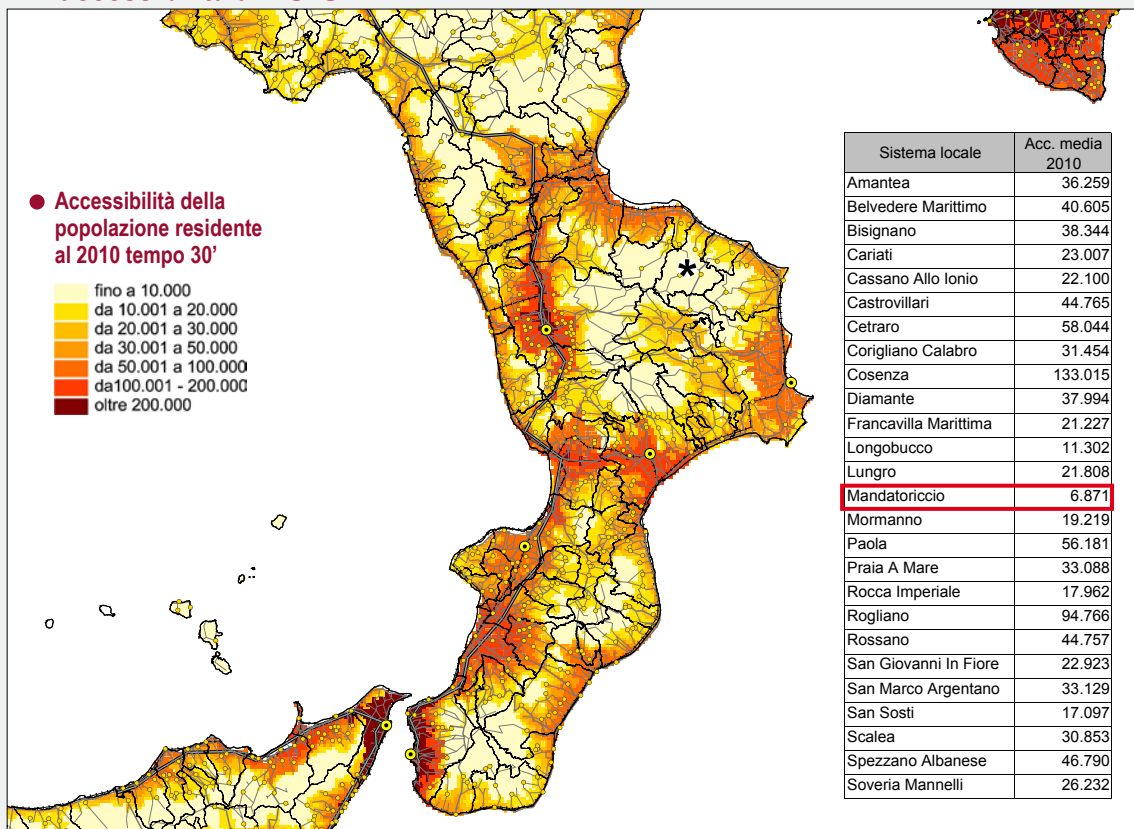 ● Accessibilità della
popolazione residente
al 2010 tempo 30'
fino a 10.000
da 10.001 a 20.000
da 20.001 a 30.000
da 30.001 a 50.000
da 50.001 a 100.000
da100.001 - 200.000
oltre 200.000
*
Sistema locale Acc. media 2010
Amantea 36.259
Belvedere Marittimo 40.605
Bisignano 38.344
Cariati 23.007
Cassano Allo Ionio 22.100
Castrovillari 44.765
Cetraro 58.044
Corigliano Calabro 31.454
Cosenza 133.015
Diamante 37.994
Francavilla Marittima 21.227
Longobucco 11.302
Lungro 21.808
Mandatoriccio 6.871
Mormanno 19.219
Paola 56.181
Praia A Mare 33.088
Rocca Imperiale 17.962
Rogliano 94.766
Rossano 44.757
San Giovanni In Fiore 22.923
San Marco Argentano 33.129
San Sosti 17.097
Scalea 30.853
Spezzano Albanese 46.790
Soveria Mannelli 26.232